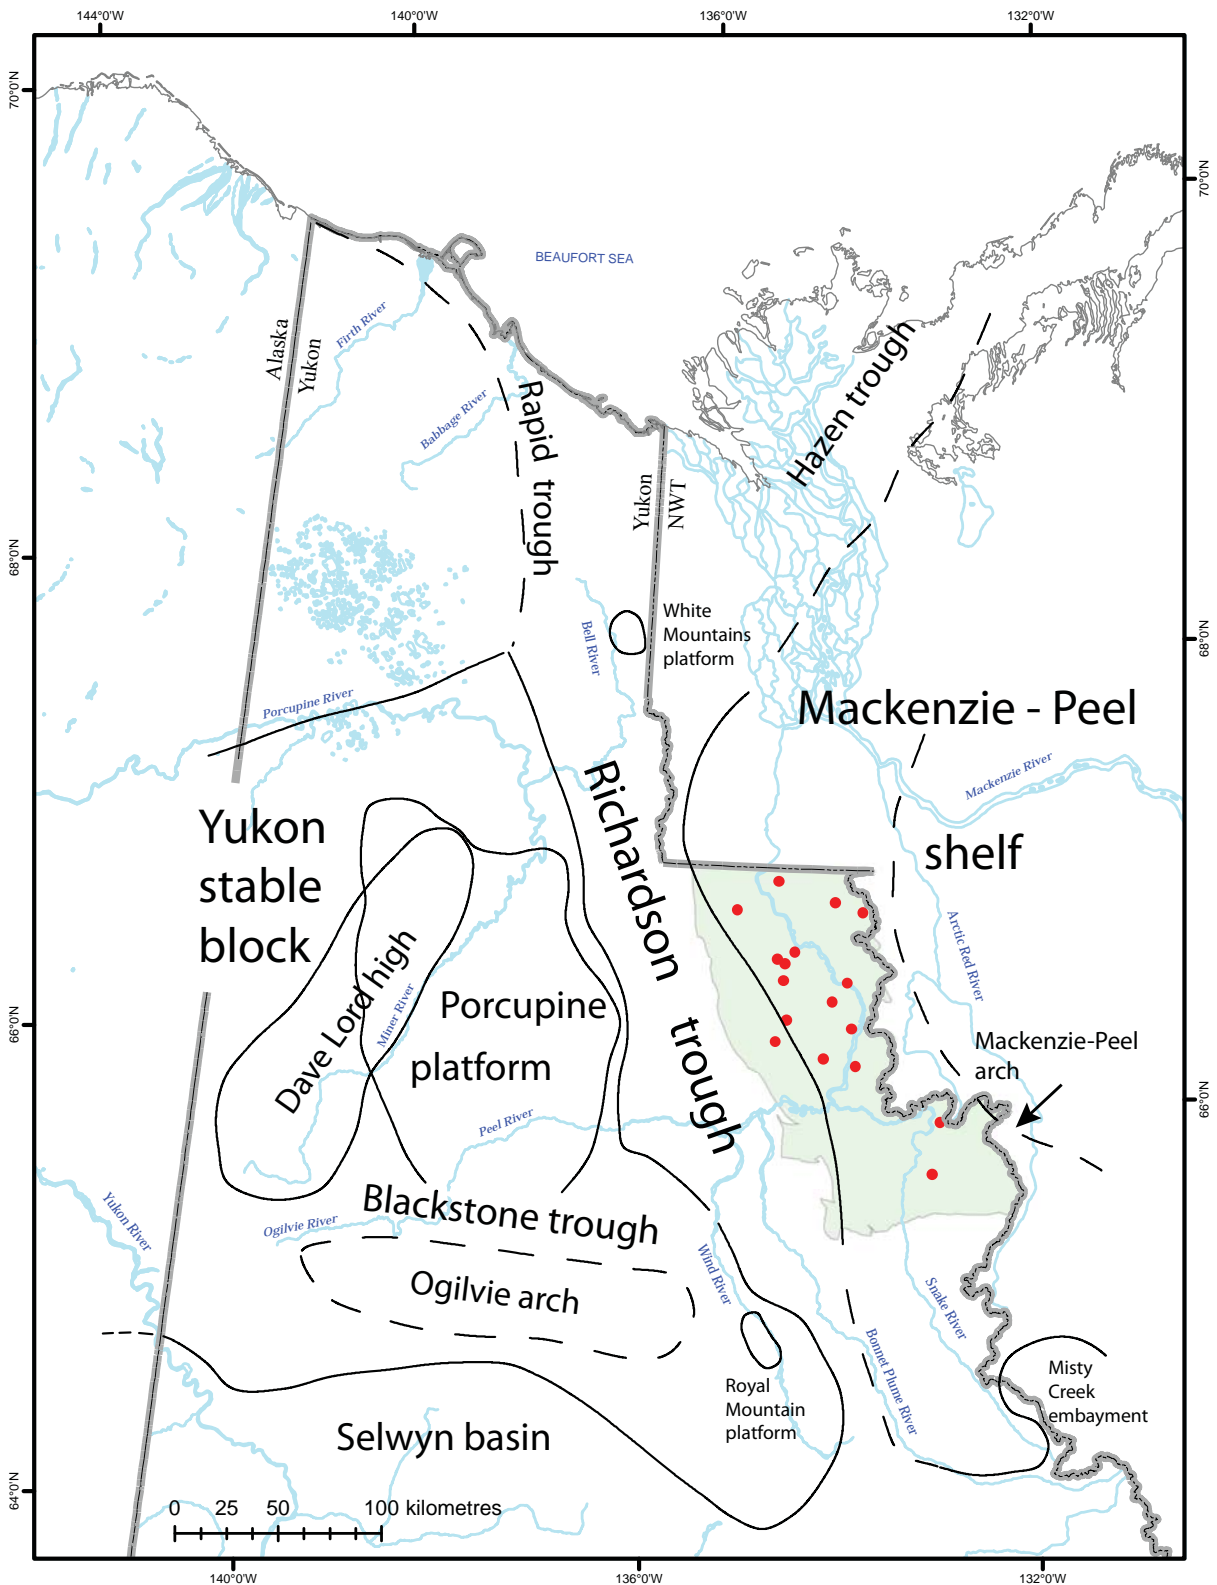 144°0'W
140°0'W
136°0'W
132°0'W
70°0'N
70°0'N
BEAUFORT SEA
Alaska
Yukon
Firth River
Babbage River
Rapid trough
Hazen trough
Yukon
NWT
68°0'N
68°0'N
White
Mountains
platform
Bell River
Porcupine River
Mackenzie - Peel
shelf
Mackenzie River
Richardson trough
Yukon
stable
block
Dave Lord high
Miner River
Porcupine
platform
Arctic Red River
66°0'N
66°0'N
Mackenzie-Peel
arch
Peel River
Yukon River
Ogilvie River
Blackstone trough
Ogilvie arch
Wind River
Snake River
Bonnet Plume River
Royal
Mountain
platform
Misty
Creek
embayment
Selwyn basin
64°0'N
0 25 50 100 kilometres
140°0'W
136°0'W
132°0'W